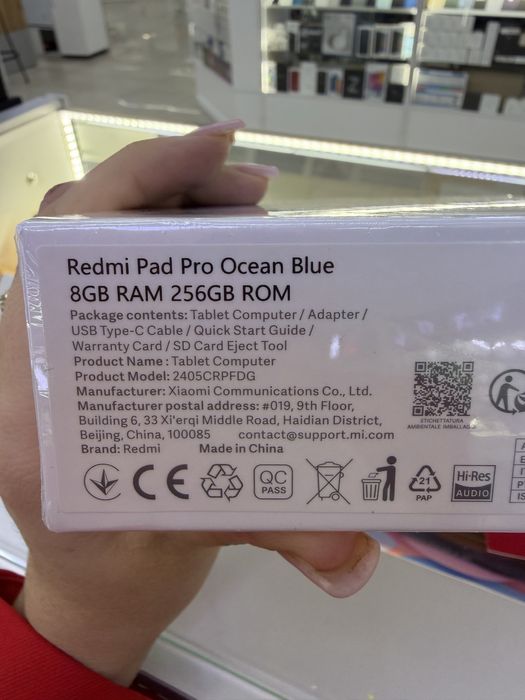 Redmi Pad Pro Ocean Blue
8GB RAM 256GB ROM
Package contents: Tablet Computer / Adapter /
USB Type-C Cable / Quick Start Guide /
Warranty Card / SD Card Eject Tool
Product Name : Tablet Computer
Product Model: 2405CRPFDG
Manufacturer: Xiaomi Communications Co., Ltd.
Manufacturer postal address: #019, 9th Floor,
Building 6, 33 Xi'erqi Middle Road, Haidian District,
Beijing, China, 100085 contact@support.mi.com
Brand: Redmi Made in China
ETICHETTATURA
AMBIENTALE IMBALLAGGI
CE
QC
PASS
21
PAP
Hi-Res
AUDIO